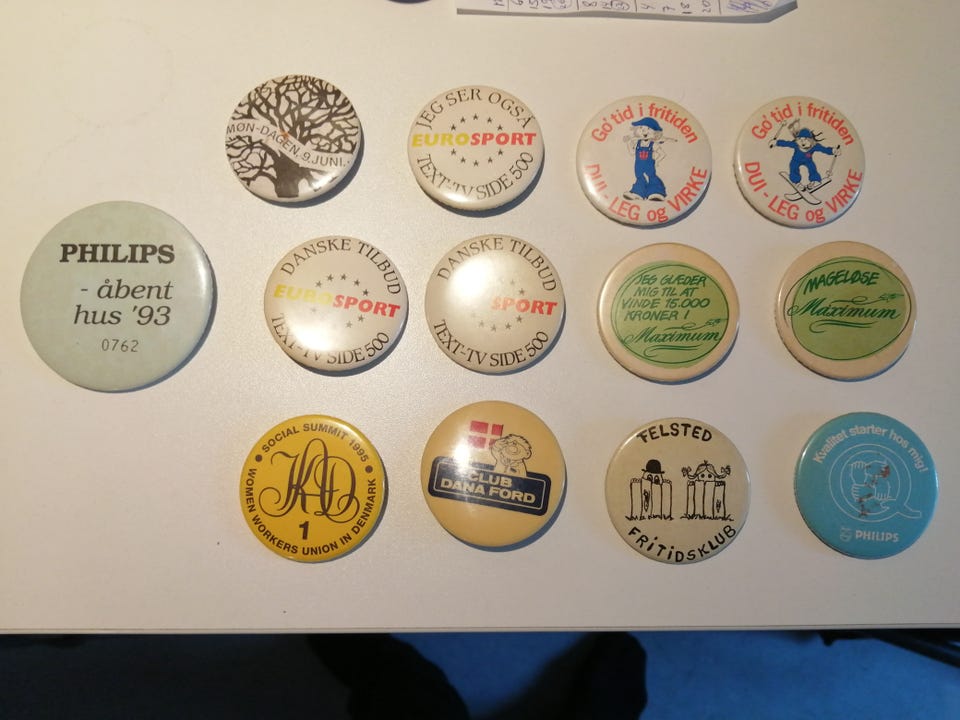 MØN-DAGEN, 9. JUNI.
JEG SER OGSÅ
EUROSPORT
TEXT-TV SIDE 500
Go' tid i fritiden
DUI - LEG og VIRKE
Go' tid i fritiden
DUI - LEG og VIRKE
PHILIPS
- åbent
hus '93
0762
DANSKE TILBUD
EUROSPORT
TEXT-TV SIDE 500
DANSKE TILBUD
SPORT
TEXT-TV SIDE 500
JEG GLÆDER
MIG TIL AT
VINDE 15.000
KRONER!
Maximum
MAGELØSE
Maximum
SOCIAL SUMMIT 1995
KAD
1
WOMEN WORKERS UNION IN DENMARK
CLUB
DANA FORD
FELSTED
FRITIDSKLUB
Kvalitet starter hos mig!
PHILIPS